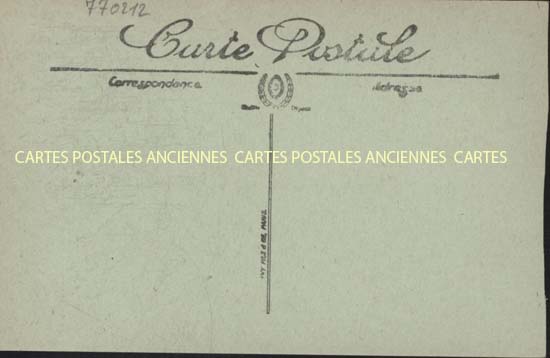 770212
Carte Postale
Correspondance
Adresse
CARTES POSTALES ANCIENNES CARTES POSTALES ANCIENNES CARTES